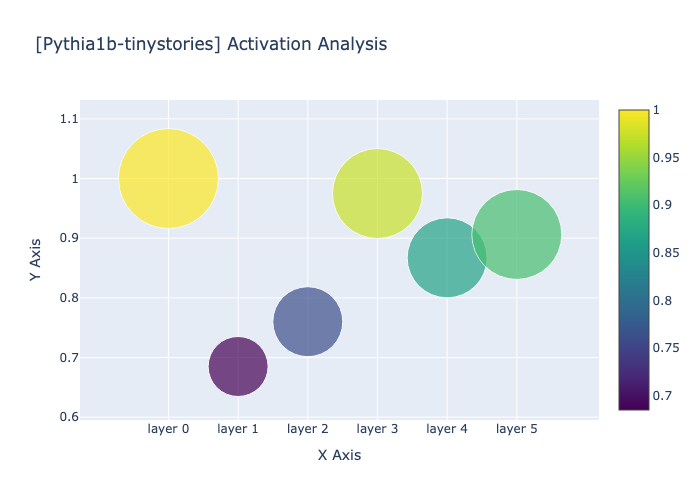 [Pythia1b-tinystories] Activation Analysis
1.1
1
0.9
0.8
0.7
0.6
Y Axis
layer 0
layer 1
layer 2
layer 3
layer 4
layer 5
X Axis
1
0.95
0.9
0.85
0.8
0.75
0.7